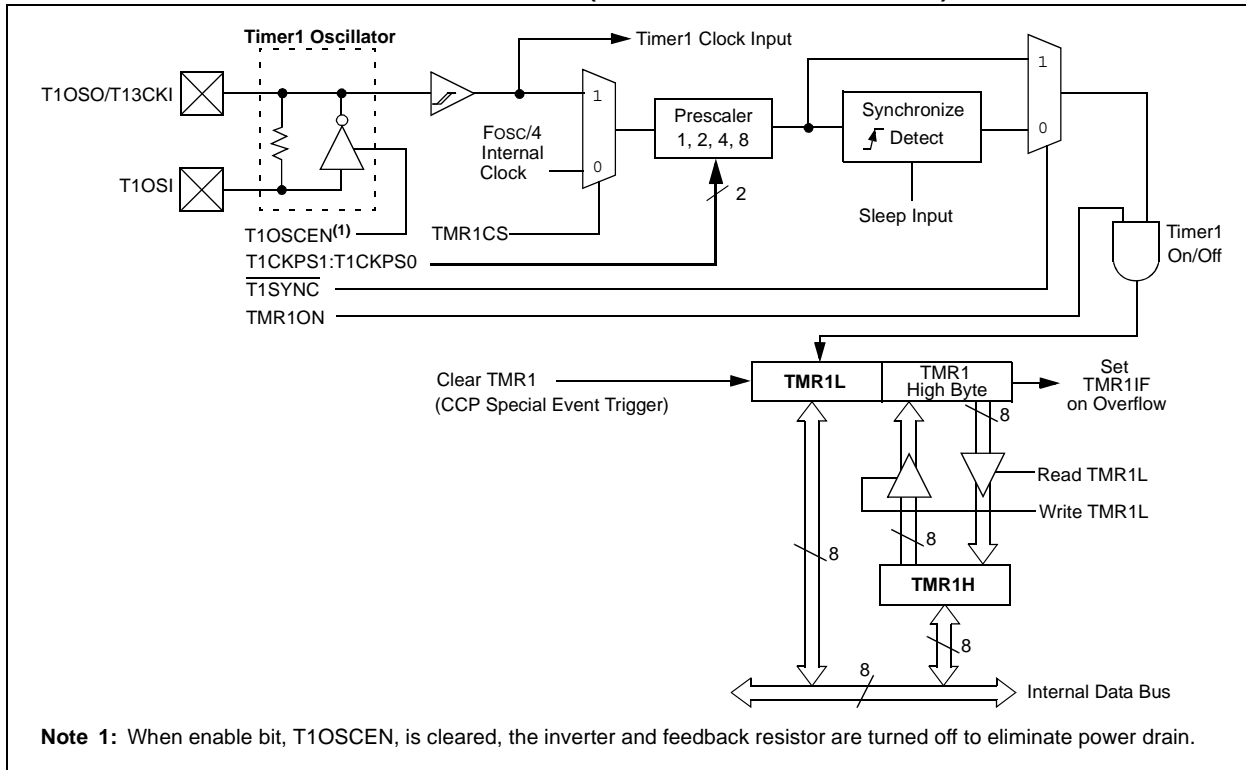 Timer1 Oscillator
Timer1 Clock Input
T1OSO/T13CKI
1
1
Prescaler
1, 2, 4, 8
Synchronize
Detect
FOSC/4
Internal
Clock
0
0
T1OSI
2
Sleep Input
T1OSCEN(1)
TMR1CS
Timer1
On/Off
T1CKPS1:T1CKPS0
T1SYNC
TMR1ON
Clear TMR1
(CCP Special Event Trigger)
TMR1L
TMR1
High Byte
Set
TMR1IF
on Overflow
8
Read TMR1L
Write TMR1L
8
8
TMR1H
8
8
Internal Data Bus
Note 1: When enable bit, T1OSCEN, is cleared, the inverter and feedback resistor are turned off to eliminate power drain.